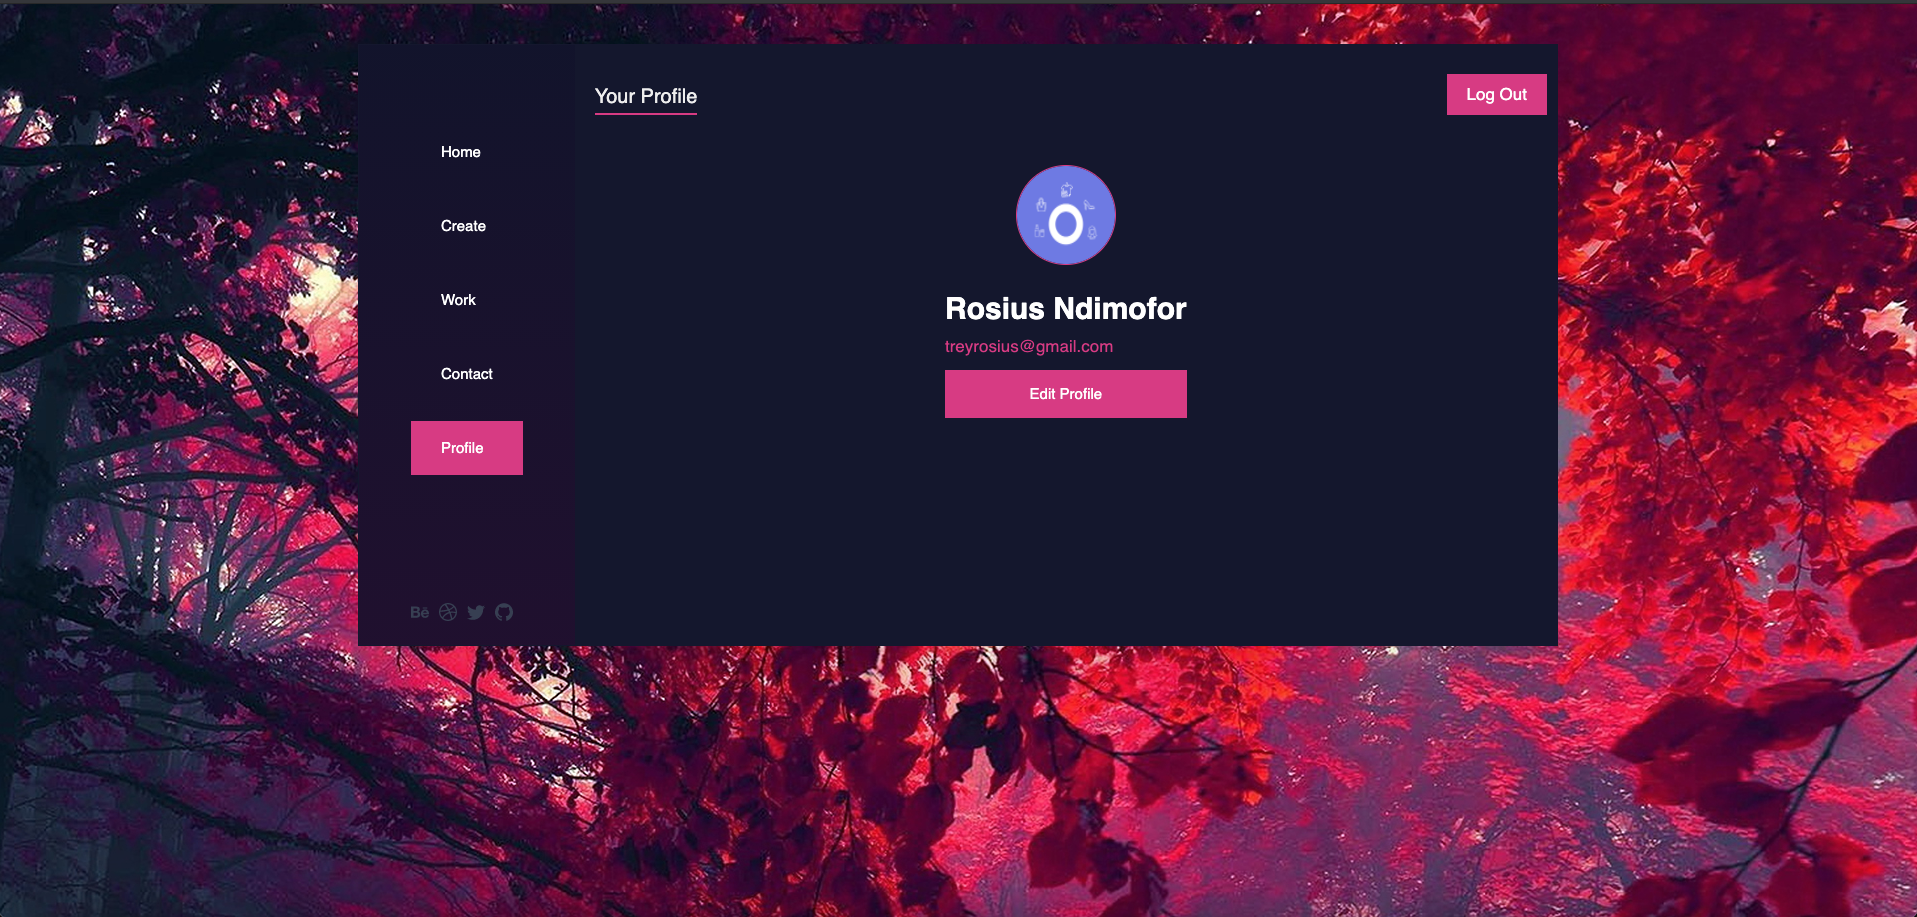 Your Profile
Log Out
Home
Create
Work
Contact
Profile
Rosius Ndimofor
treyrosius@gmail.com
Edit Profile
Bē